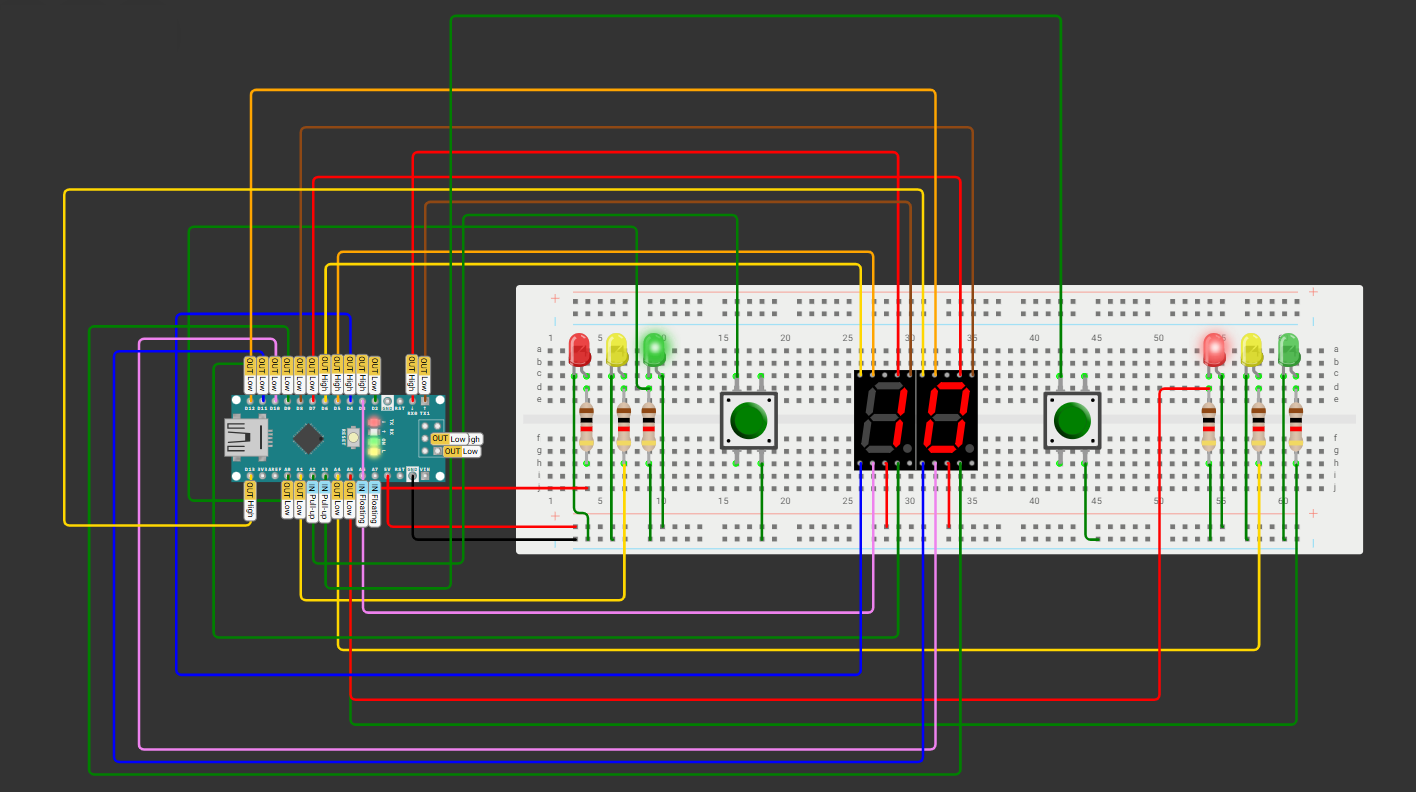 OUT Low
OUT Low
OUT Low
OUT Low
OUT Low
OUT Low
OUT High
OUT High
OUT High
OUT
OUT Low
OUT High
OUT Low
D12 D11 D10 D9 D8 D7 D6 D5 D4 D3 D2 GND RST RX0 TX1
RESET
TX RX
OUT Low igh
OUT Low
D13 3V3 AREF A0 A1 A2 A3 A4 A5 A6 A7 5V RST GND VIN
OUT High
OUT Low
OUT Low
IN Pull-up
IN Pull-up
OUT Low
OUT Low
IN Floating
IN Floating
+ +
1 5 15 20 25 30 35 40 45 50 60
a a
b b
c c
d d
e e
f f
g g
h h
i i
j j
1 5 10 15 20 25 30 35 40 45 50 55 60
+ +